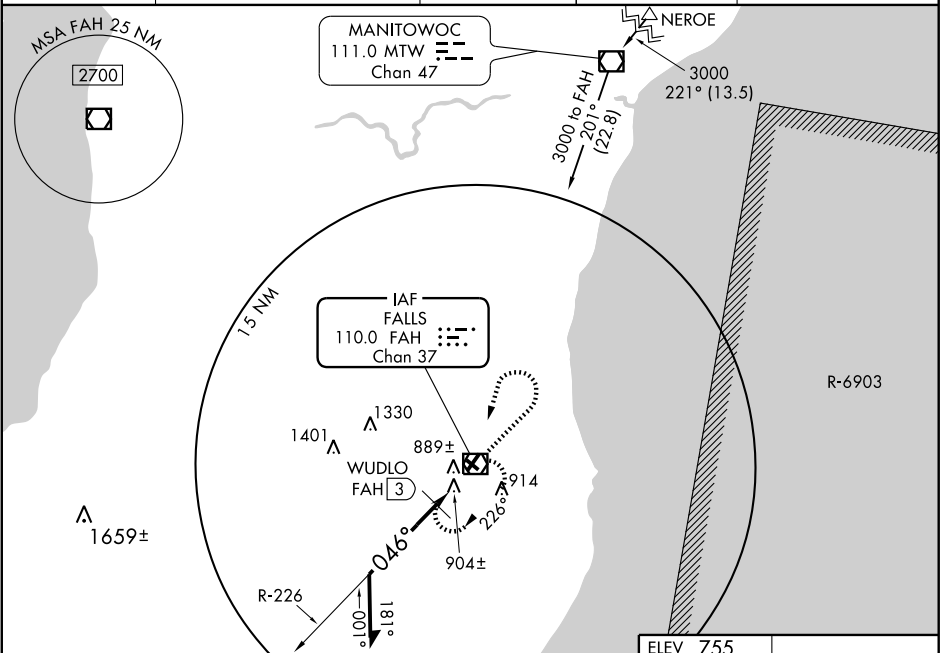 MSA FAH 25 NM
2700
MANITOWOC
111.0 MTW
Chan 47
NEROE
3000
221° (13.5)
3000 to FAH
201°
(22.8)
15 NM
IAF
FALLS
110.0 FAH
Chan 37
R-6903
1330
1401
889±
WUDLO
FAH 3
914
226°
1659±
046°
904±
R-226
001°
181°
ELEV 755